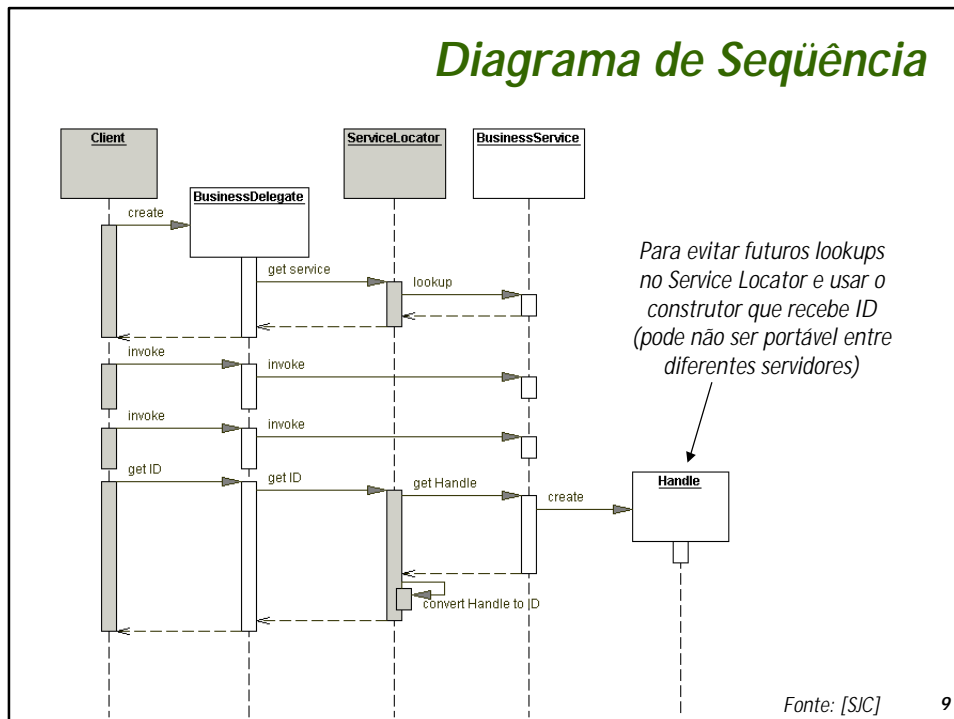 Diagrama de Seqüência
Client
ServiceLocator
BusinessService
BusinessDelegate
create
get service
lookup
Para evitar futuros lookups
no Service Locator e usar o
construtor que recebe ID
(pode não ser portável entre
diferentes servidores)
invoke
invoke
invoke
invoke
get ID
get ID
get Handle
create
Handle
convert Handle to ID
Fonte: [SJC]
9